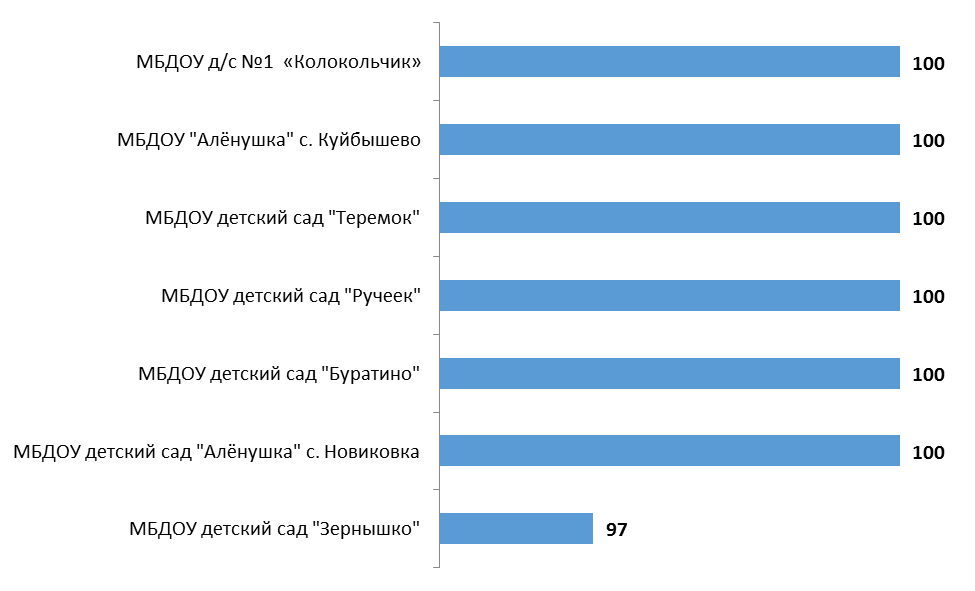 МБДОУ д/с №1  «Колокольчик» 100
МБДОУ "Алёнушка" с. Куйбышево 100
МБДОУ детский сад "Теремок" 100
МБДОУ детский сад "Ручеек" 100
МБДОУ детский сад "Буратино" 100
МБДОУ детский сад "Алёнушка" с. Новиковка 100
МБДОУ детский сад "Зернышко" 97